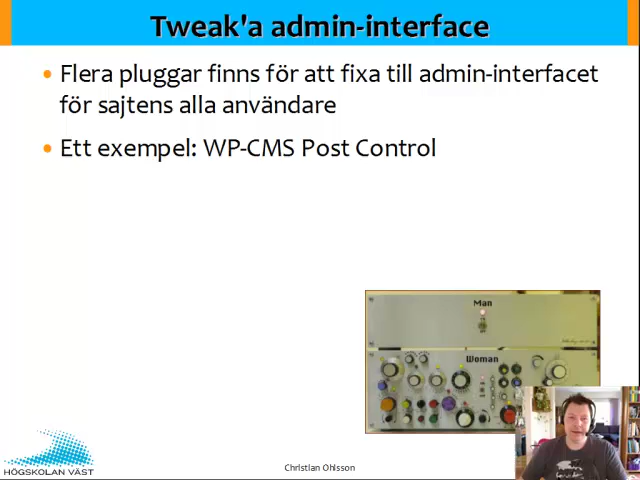 Tweak'a admin-interface
Flera pluggar finns för att fixa till admin-interfacet
för sajtens alla användare
Ett exempel: WP-CMS Post Control
Man
Woman
HÖGSKOLAN VÄST
Christian Ohlsson